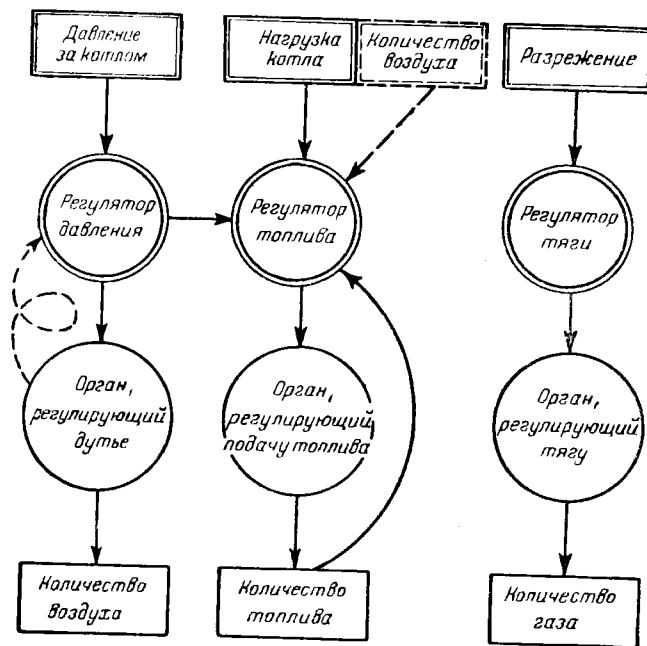 Давление
за котлом
Нагрузка
котла
Количество
воздуха
Разрежение
Регулятор
давления
Регулятор
топлива
Регулятор
тяги
Орган,
регулирующий
дутье
Орган,
регулирующий
подачу топлива
Орган,
регулирующий
тягу
Количество
воздуха
Количество
топлива
Количество
газа